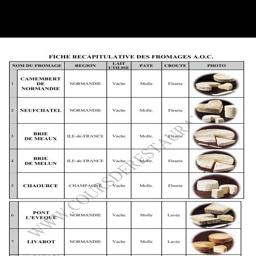 FICHE RECAPITULATIVE DES FROMAGES A.O.C.
NOM DU FROMAGE REGION LAIT UTILISE PATE CROUTE PHOTO
1 CAMEMBERT DE NORMANDIE NORMANDIE Vache Molle Fleurie
2 NEUFCHATEL NORMANDIE Vache Molle Fleurie
3 BRIE DE MEAUX ILE-de-FRANCE Vache Molle Fleurie
4 BRIE DE MELUN ILE-de-FRANCE Vache Molle Fleurie
5 CHAOURCE CHAMPAGNE Vache Molle Fleurie
6 PONT L'EVEQUE NORMANDIE Vache Molle Lavée
7 LIVAROT NORMANDIE Vache Molle Lavée